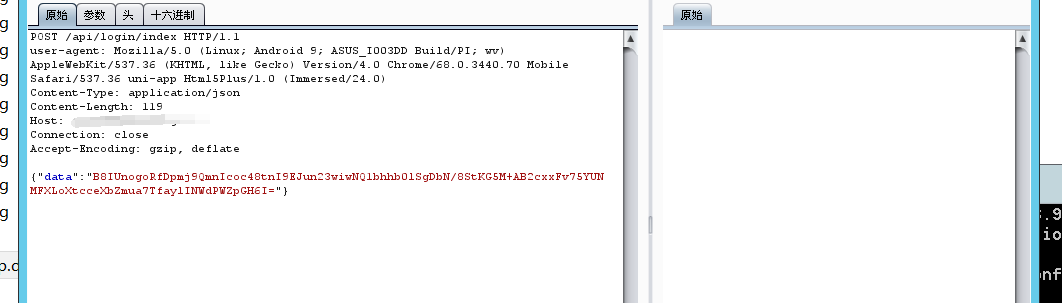 原始 参数 头 十六进制
原始
POST /api/login/index HTTP/1.1
user-agent: Mozilla/5.0 (Linux; Android 9; ASUS_I003DD Build/PI; wv)
AppleWebKit/537.36 (KHTML, like Gecko) Version/4.0 Chrome/68.0.3440.70 Mobile
Safari/537.36 uni-app Html5Plus/1.0 (Immersed/24.0)
Content-Type: application/json
Content-Length: 119
Host:
Connection: close
Accept-Encoding: gzip, deflate
{"data":"B8IUnogoRfDpmj9QmnIcoc48tnI9EJun23wiwNQlbhhb0lSgDbN/8StKG5M+AB2cxxFv75YUN
MFXLoXtcceXbZmua7TfaylINWdPWZpGH6I="}